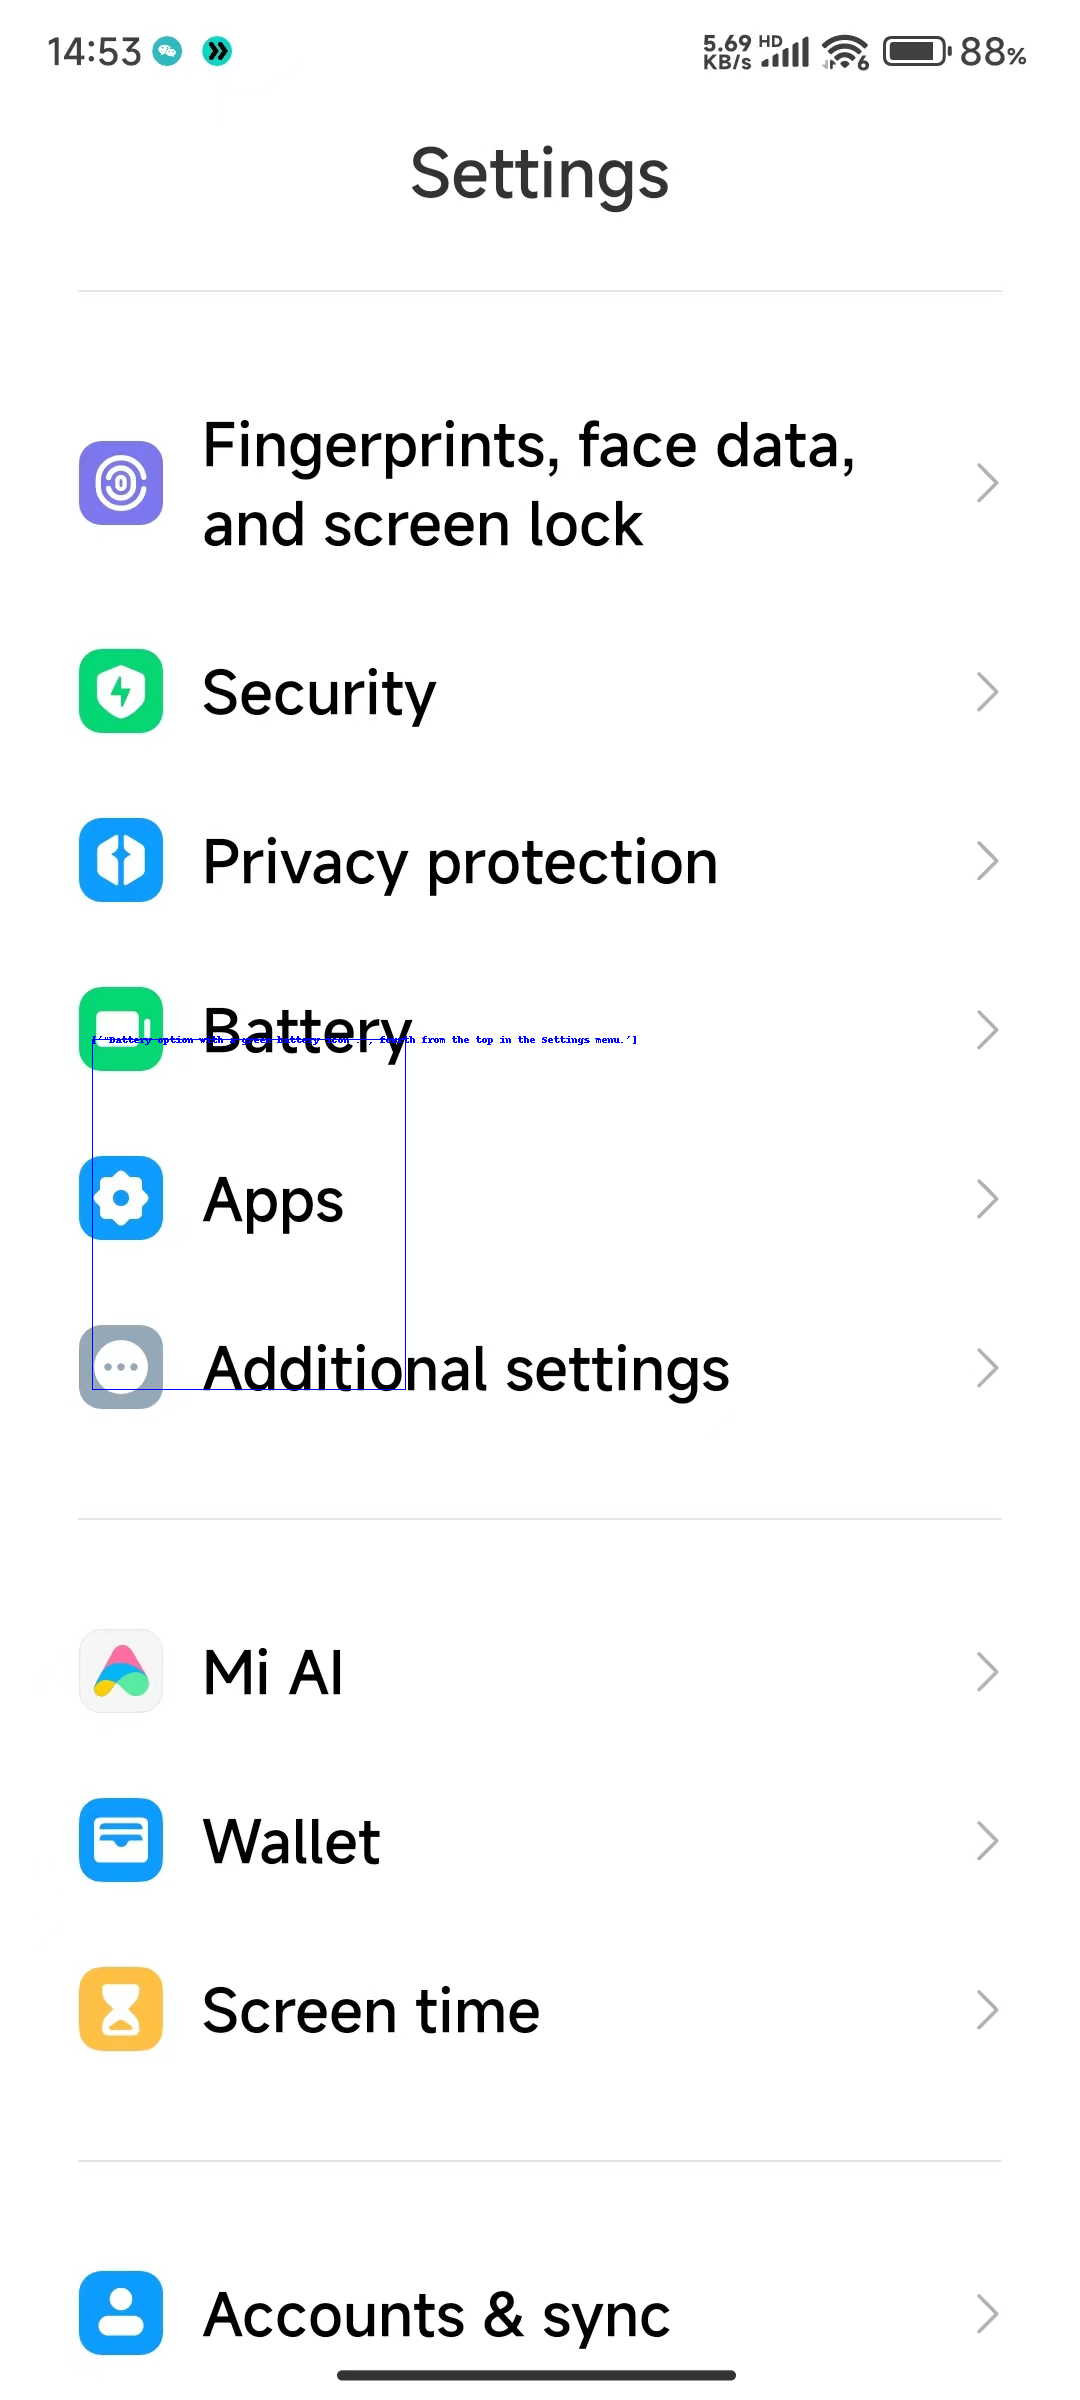 14:53 5.69 KB/s HD 6 88%
Settings
Fingerprints, face data,
and screen lock
Security
Privacy protection
Battery
option with a green battery icon fourth from the top in the Settings menu.']
Apps
Additional settings
Mi AI
Wallet
Screen time
Accounts & sync